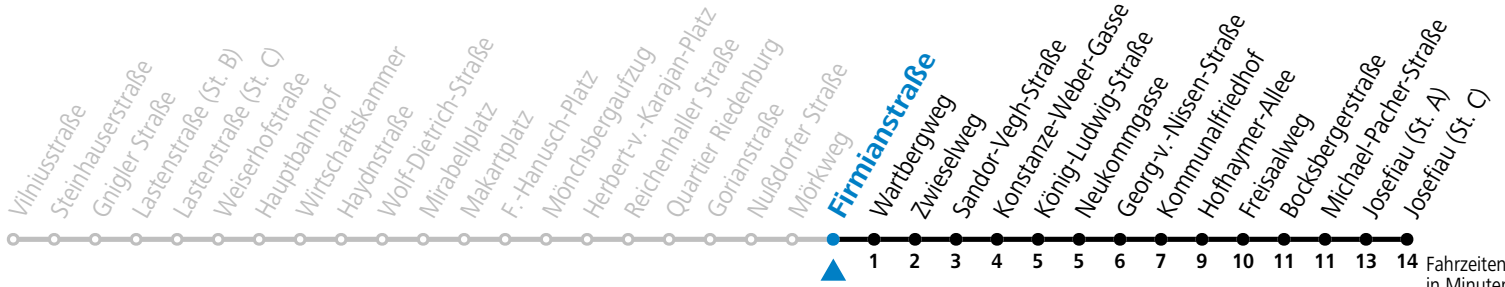 Vilniusstraße
Steinhauserstraße
Gnigler Straße
Lastenstraße (St. B)
Lastenstraße (St. C)
Weiserhofstraße
Hauptbahnhof
Wirtschaftskammer
Haydnstraße
Wolf-Dietrich-Straße
Mirabellplatz
Makartplatz
F.-Hanusch-Platz
Mönchsbergaufzug
Herbert-v. Karajan-Platz
Reichenhaller Straße
Quartier Riedenburg
Gorianstraße
Nußdorfer Straße
Mörkweg
Firmianstraße
Wartbergweg
Zwieselweg
Sandor-Vegh-Straße
Konstanze-Weber-Gasse
König-Ludwig-Straße
Neukommgasse
Georg-v.-Nissen-Straße
Kommunalfriedhof
Hofhaymer-Allee
Freisaalweg
Bocksbergerstraße
Michael-Pacher-Straße
Josefiau (St. A)
Josefiau (St. C)
1 2 3 4 5 5 6 7 9 10 11 11 13 14 Fahrzeiten
in Minuten